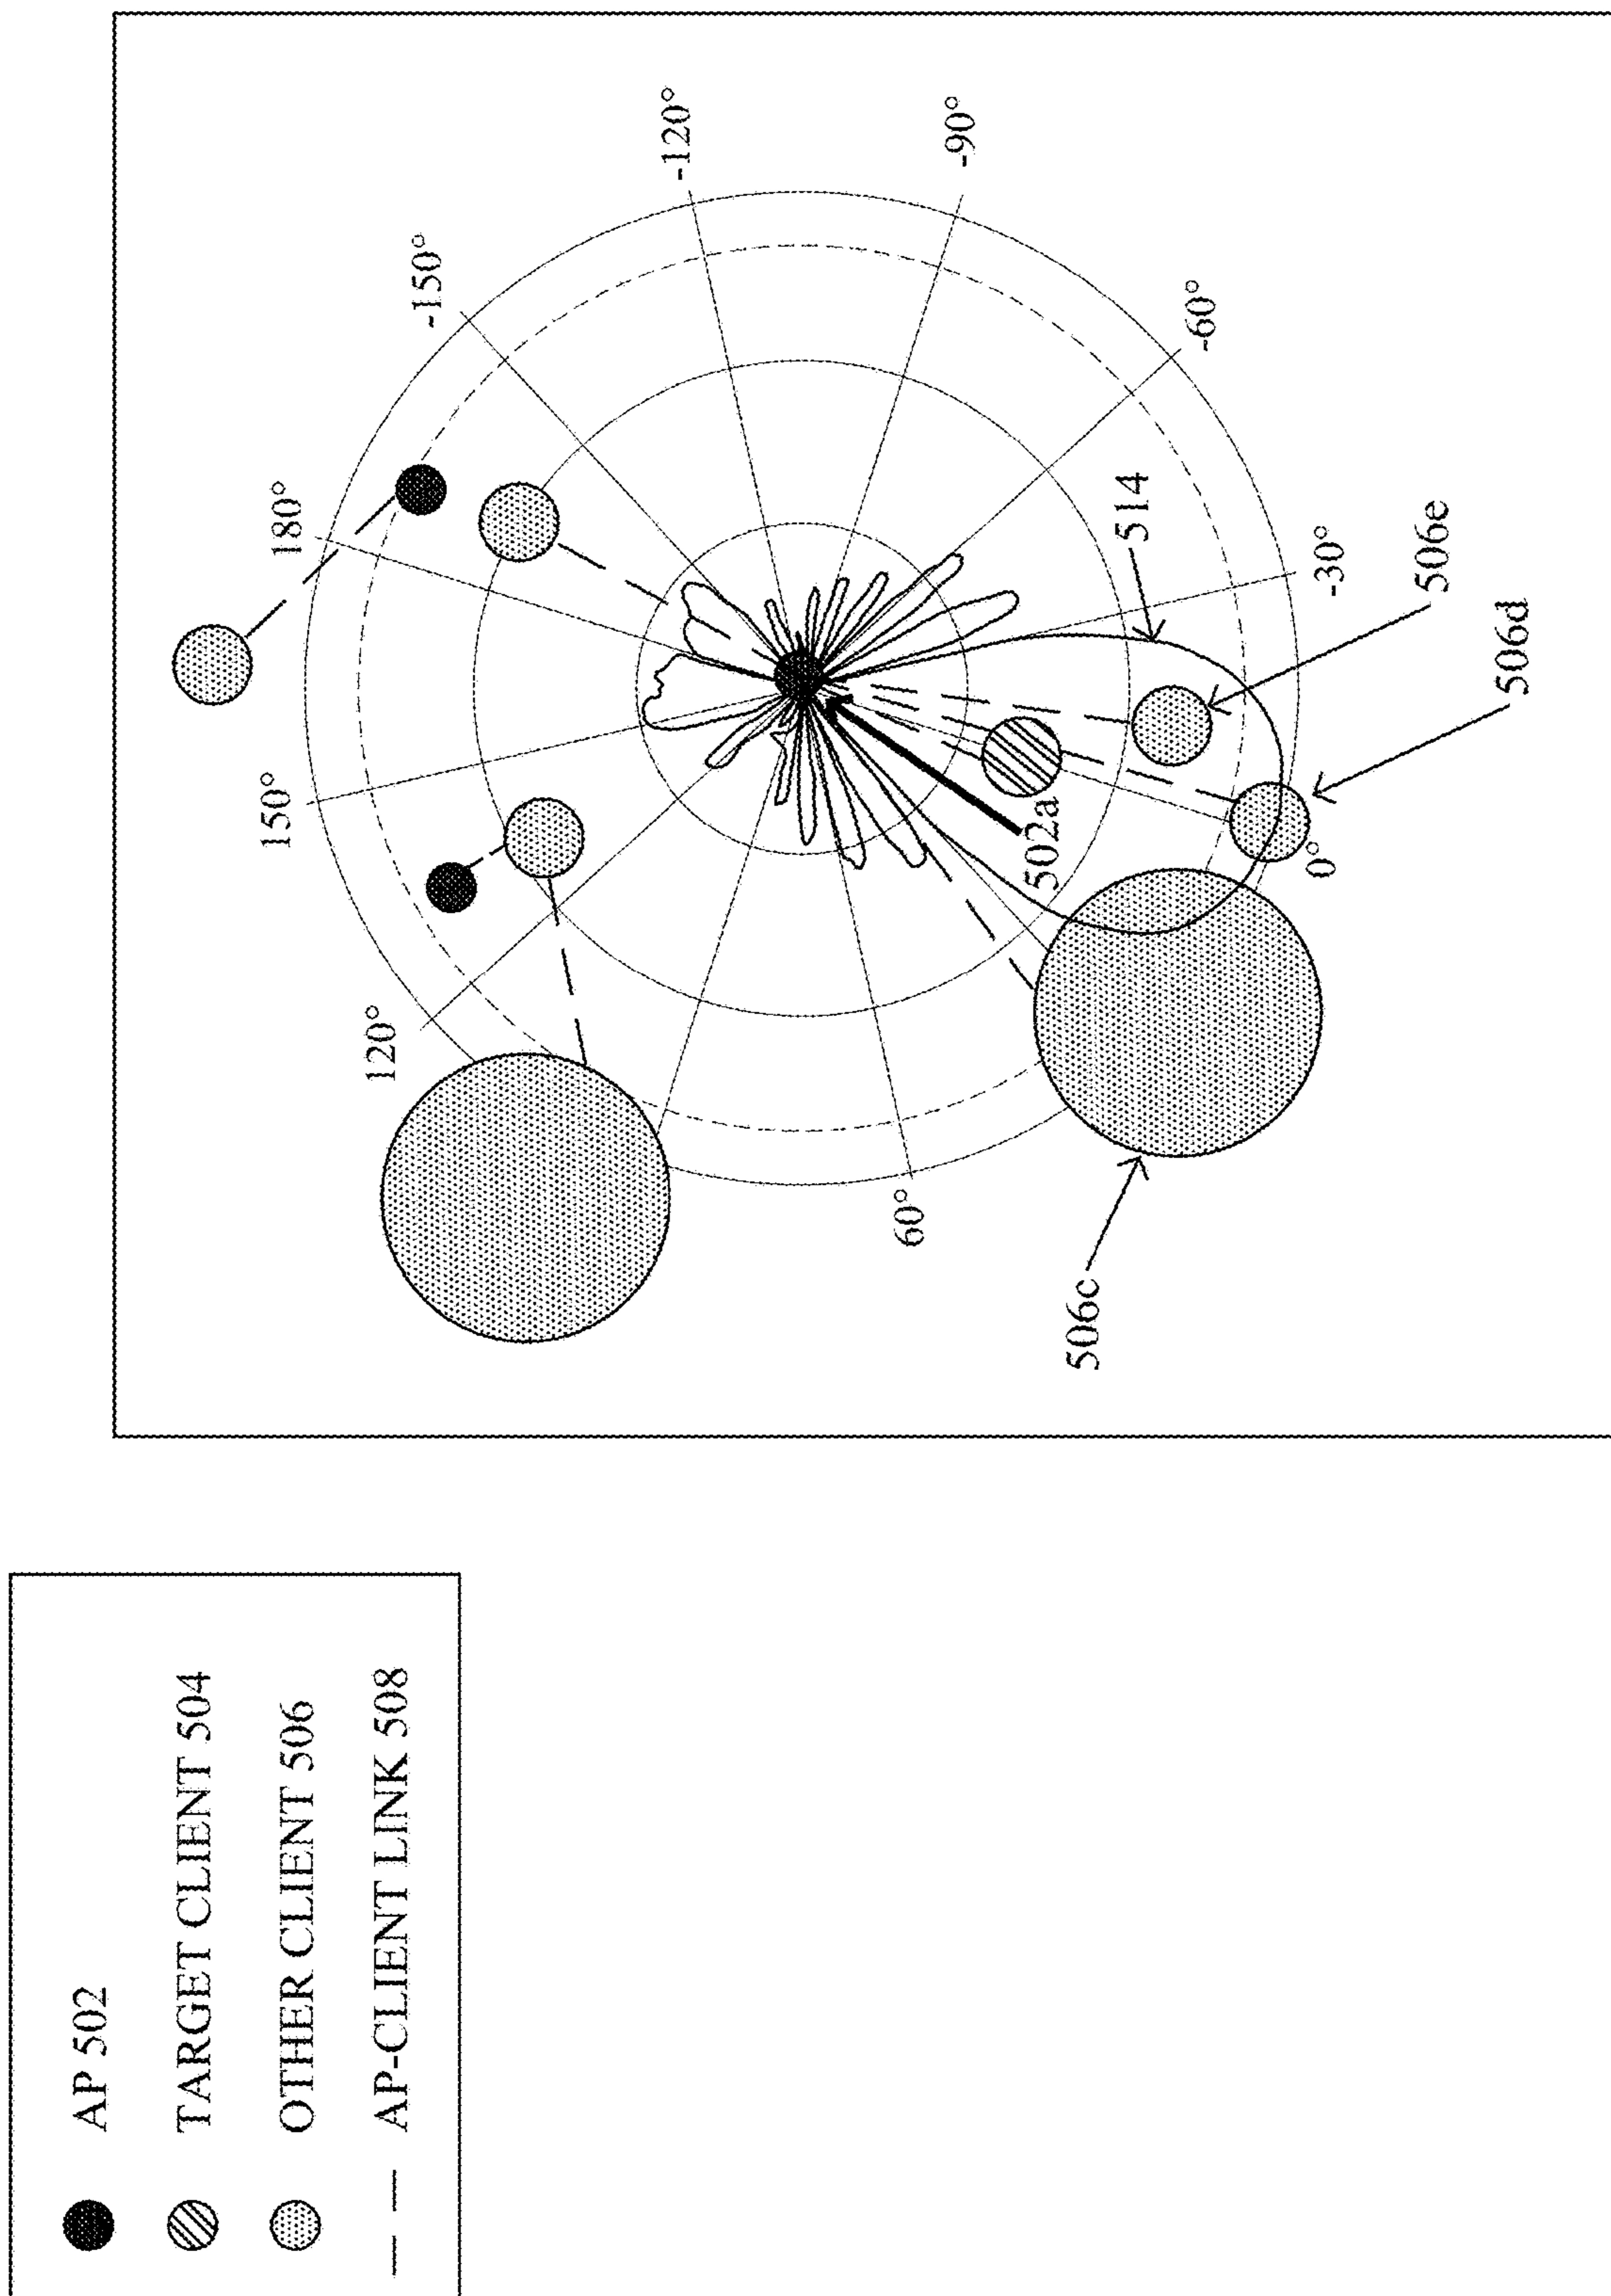 AP 502
TARGET CLIENT 504
OTHER CLIENT 506
AP-CLIENT LINK 508
180°
-150°
150°
-120°
120°
-90°
-60°
514
-30°
506e
506d
502a
0°
60°
506c